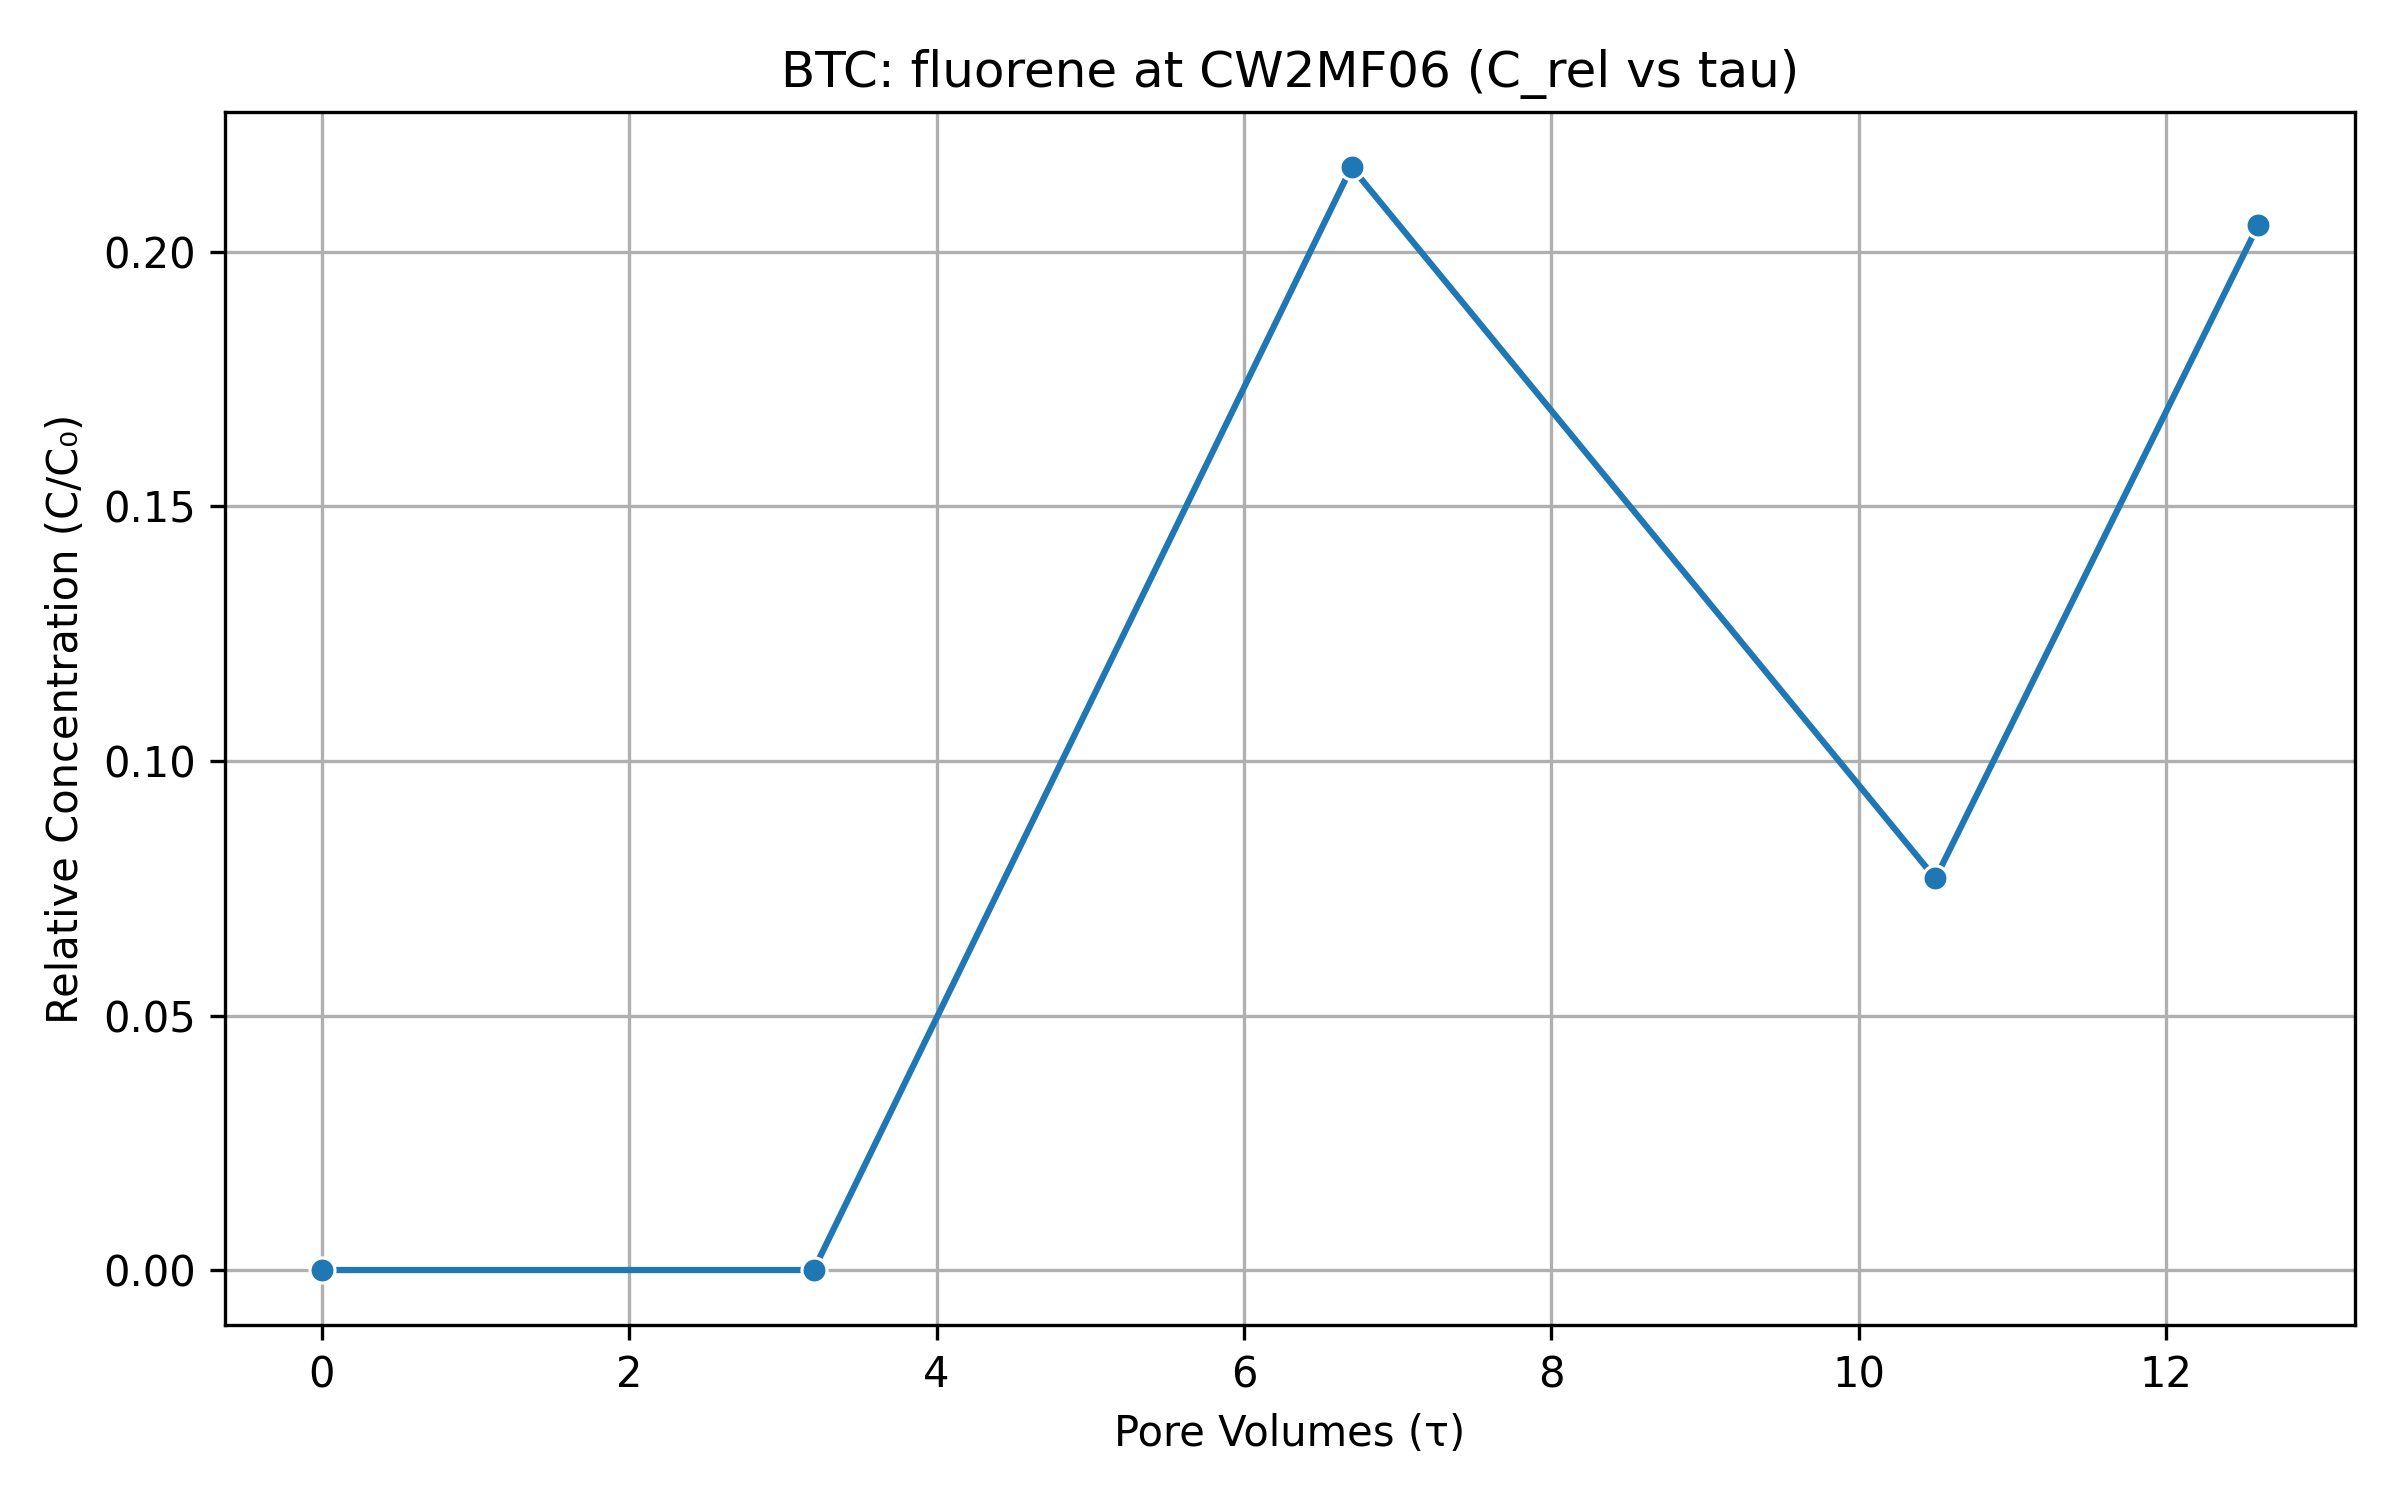 BTC: fluorene at CW2MF06 (C_rel vs tau)
Relative Concentration (C/C₀)
0.20
0.15
0.10
0.05
0.00
0 2 4 6 8 10 12
Pore Volumes (τ)